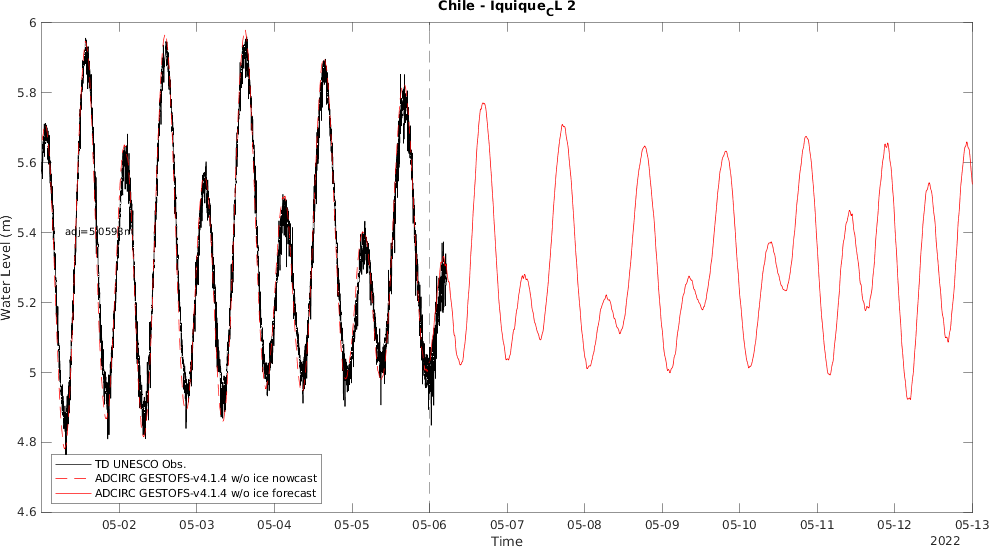 Chile - Iquique_CL 2
6
5.8
5.6
5.4
5.2
5
4.8
4.6
Water Level (m)
adj=5.0593m
TD UNESCO Obs.
ADCIRC GESTOFS-v4.1.4 w/o ice nowcast
ADCIRC GESTOFS-v4.1.4 w/o ice forecast
05-02 05-03 05-04 05-05 05-06 05-07 05-08 05-09 05-10 05-11 05-12 05-13
Time
2022